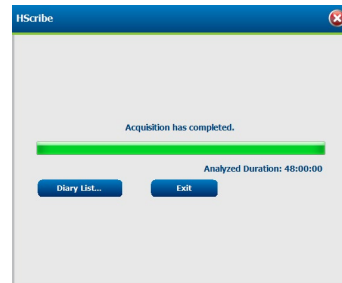 HScribe
Acquisition has completed.
Analyzed Duration: 48:00:00
Diary List... Exit